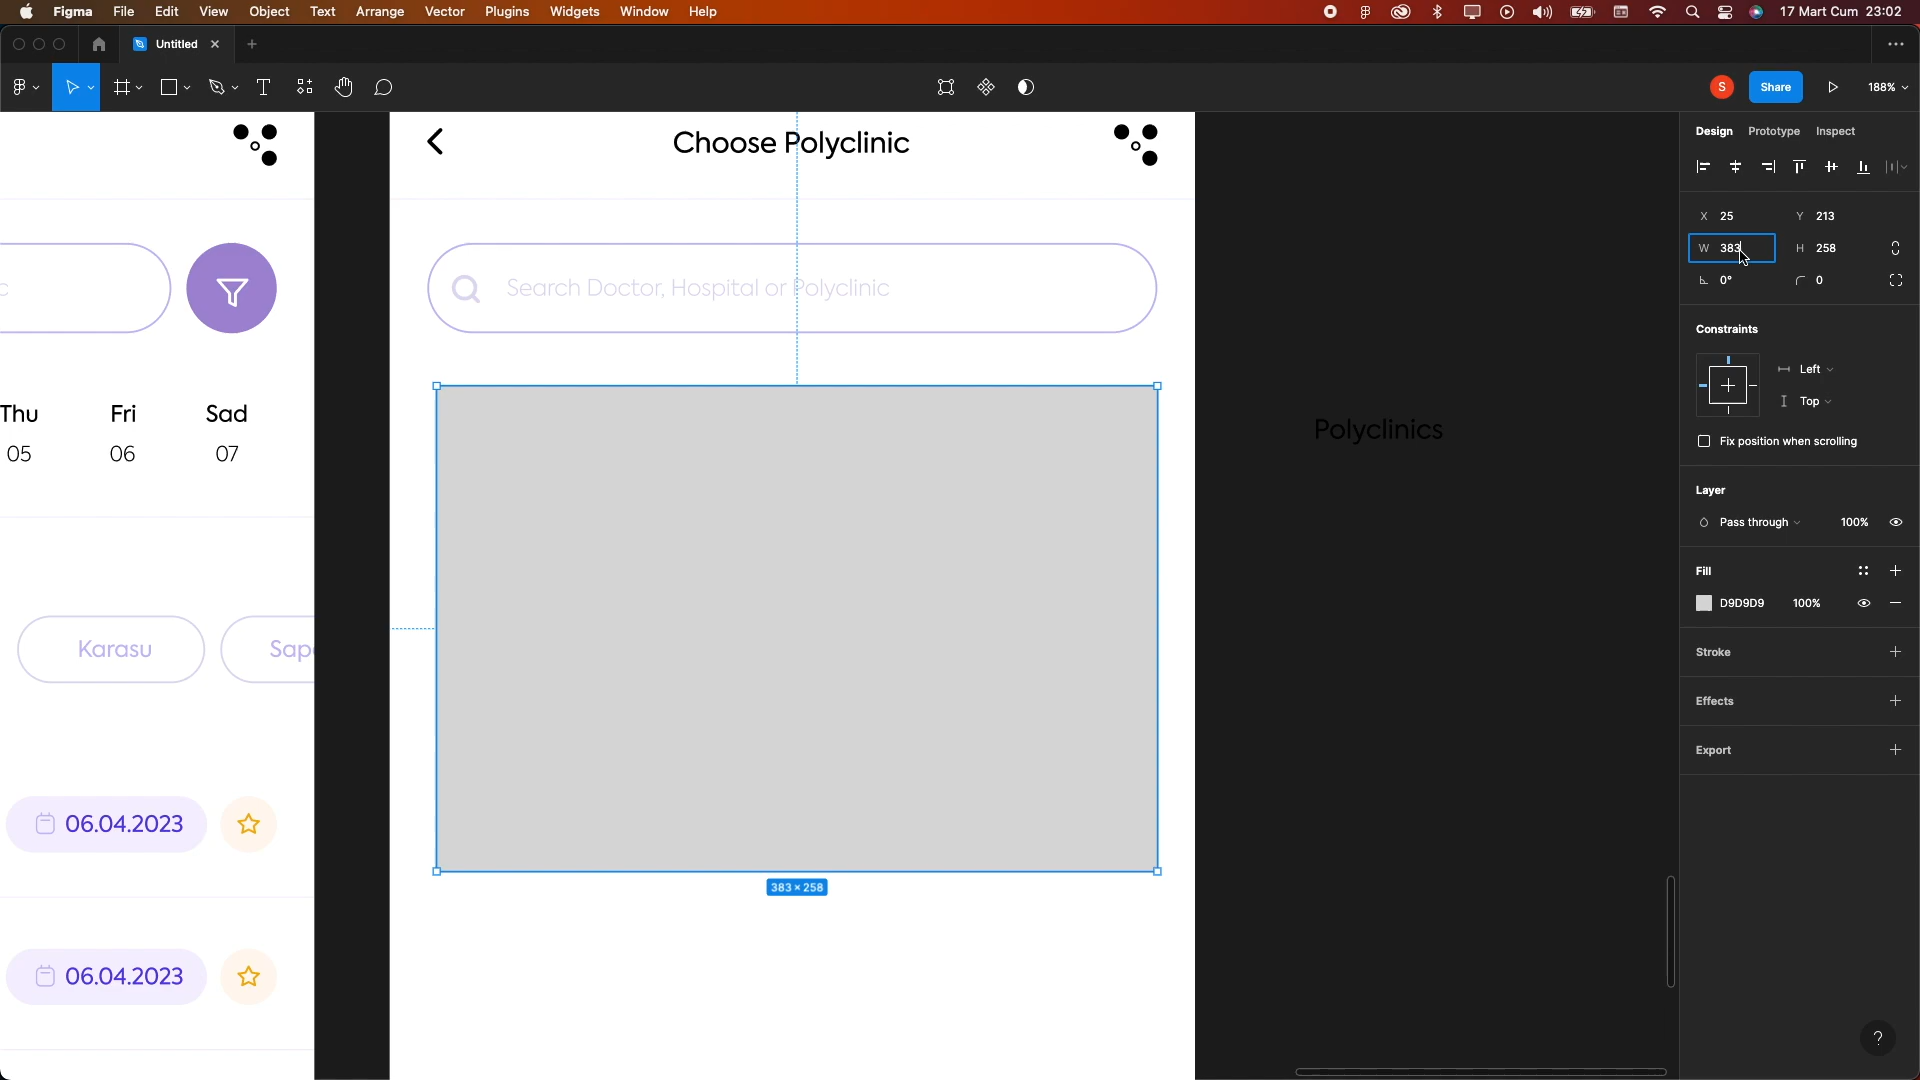 Figma File Edit View Object Text Arrange Vector Plugins Widgets Window Help 17 Mart Cum 23:02
Untitled
S Share 188%
Design Prototype Inspect
X 25 Y 213
W 383 H 258
0° 0
Constraints
Left
Top
Fix position when scrolling
Layer
Pass through 100%
Fill
D9D9D9 100%
Stroke
Effects
Export
?
Choose Polyclinic
Search Doctor, Hospital or Polyclinic
383 × 258
Polyclinics
c
Thu Fri Sad
05 06 07
Karasu
06.04.2023
06.04.2023